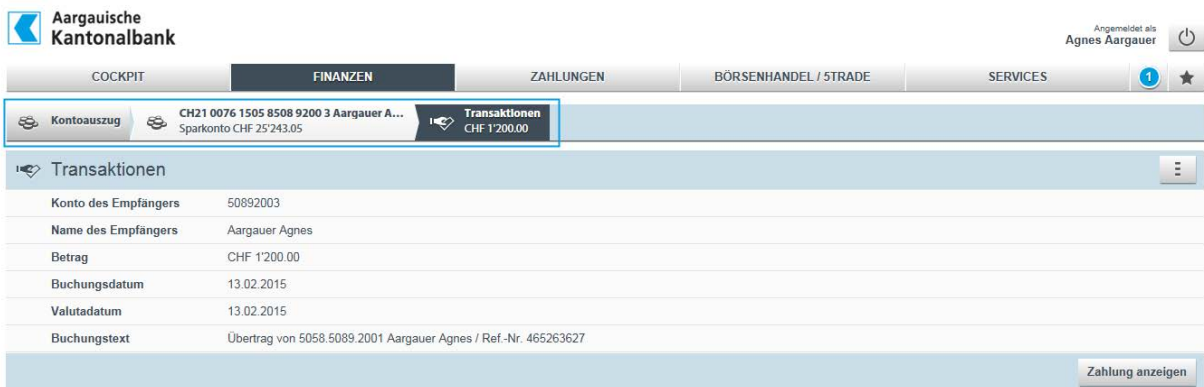 Aargauische
Kantonalbank
Angemeldet als
Agnes Aargauer
COCKPIT
FINANZEN
ZAHLUNGEN
BÖRSENHANDEL / 5TRADE
SERVICES
1
Kontoauszug
CH21 0076 1505 8508 9200 3 Aargauer A...
Sparkonto CHF 25'243.05
Transaktionen
CHF 1'200.00
Transaktionen
Konto des Empfängers 50892003
Name des Empfängers Aargauer Agnes
Betrag CHF 1'200.00
Buchungsdatum 13.02.2015
Valutadatum 13.02.2015
Buchungstext Übertrag von 5058.5089.2001 Aargauer Agnes / Ref.-Nr. 465263627
Zahlung anzeigen